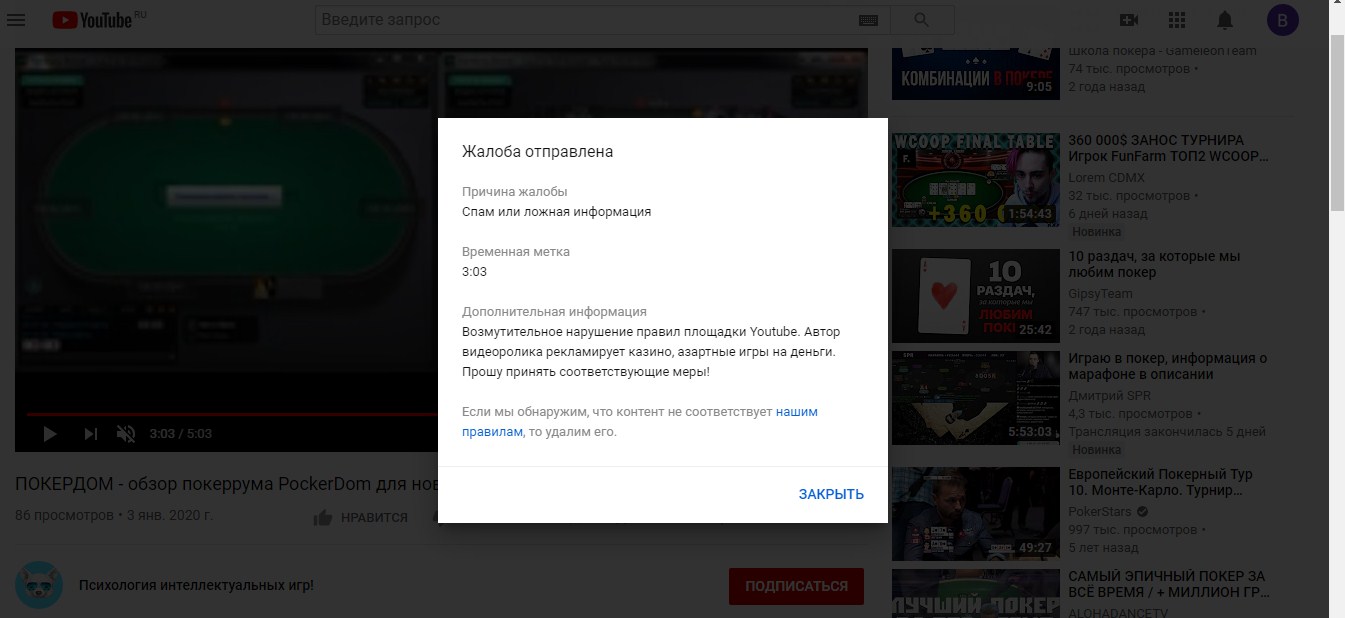 YouTube RU
Введите запрос
B
Жалоба отправлена
Причина жалобы
Спам или ложная информация
Временная метка
3:03
Дополнительная информация
Возмутительное нарушение правил площадки Youtube. Автор
видеоролика рекламирует казино, азартные игры на деньги.
Прошу принять соответствующие меры!
Если мы обнаружим, что контент не соответствует нашим
правилам, то удалим его.
ЗАКРЫТЬ
3:03 / 5:03
ПОКЕРДОМ - обзор покеррума PockerDom для нов
86 просмотров • 3 янв. 2020 г.
НРАВИТСЯ
Психология интеллектуальных игр!
ПОДПИСАТЬСЯ
КОМБИНАЦИИ В ПОКЕРЕ
9:05
Школа покера - GameleonTeam
74 тыс. просмотров •
2 года назад
WCOOP FINAL TABLE
F.
+360
1:54:43
360 000$ ЗАНОС ТУРНИРА
Игрок FunFarm ТОП2 WCOOP...
Lorem CDMX
32 тыс. просмотров •
6 дней назад
Новинка
10
РАЗДАЧ,
за которые мы
ЛЮБИМ
ПОК
25:42
10 раздач, за которые мы
любим покер
GipsyTeam
747 тыс. просмотров •
2 года назад
SPR
5:53:03
Играю в покер, информация о
марафоне в описании
Дмитрий SPR
4,3 тыс. просмотров •
Трансляция закончилась 5 дней
Новинка
49:27
Европейский Покерный Тур
10. Монте-Карло. Турнир...
PokerStars
997 тыс. просмотров •
5 лет назад
ЛУЧШИЙ ПОКЕР
САМЫЙ ЭПИЧНЫЙ ПОКЕР ЗА
ВСЁ ВРЕМЯ / + МИЛЛИОН ГР...
ALOHADANCETV